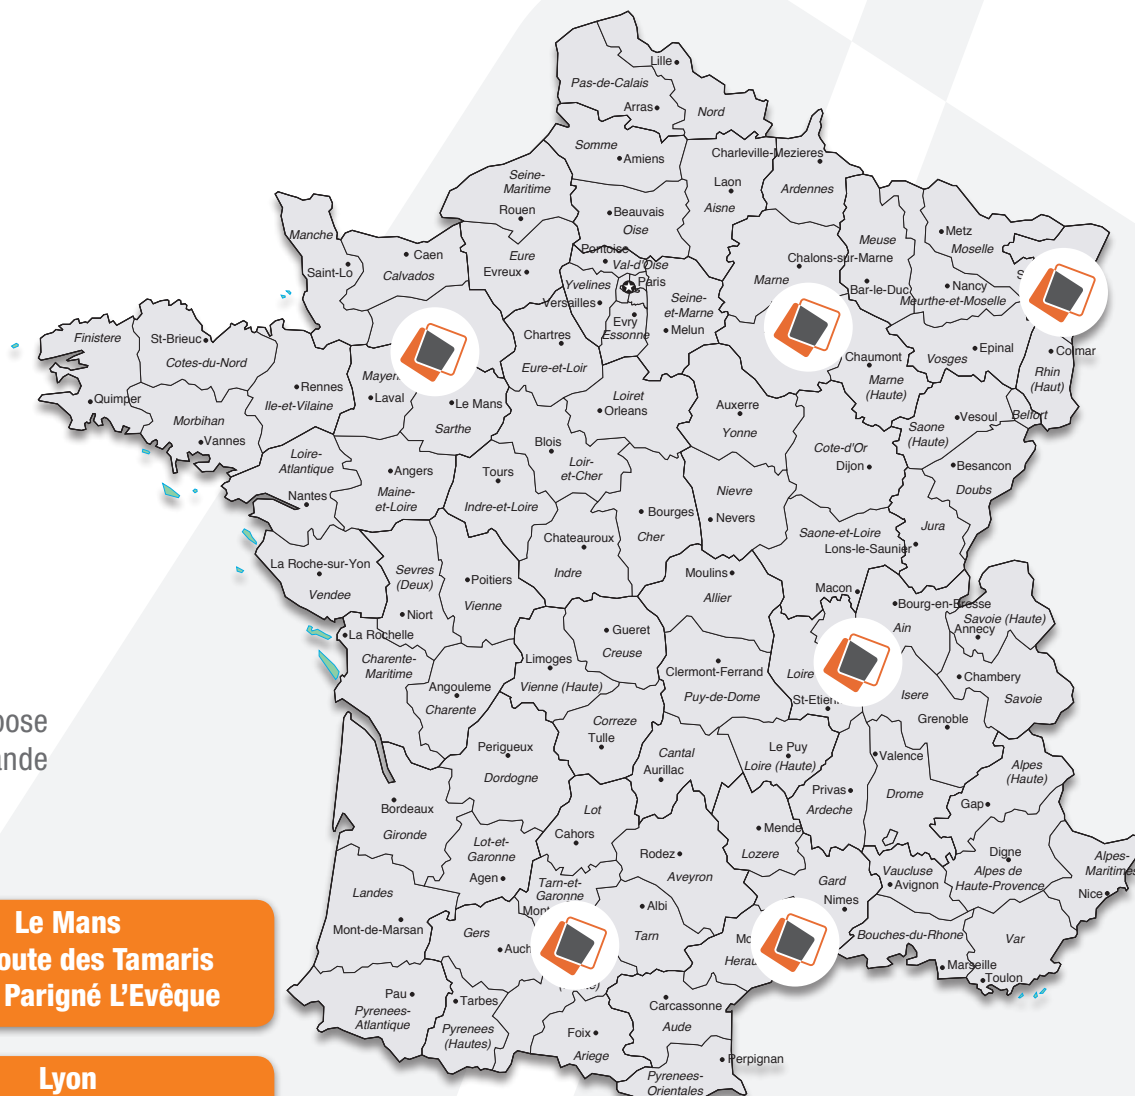 Lille
Pas-de-Calais
Arras
Nord
Somme
Amiens
Charleville-Mezieres
Laon
Aisne
Ardennes
Seine-
Maritime
Rouen
Beauvais
Oise
Manche
Saint-Lo
Caen
Calvados
Eure
Evreux
Pontoise
Val-d'Oise
Yvelines
Paris
Versailles
Evry
Essonne
Seine-
et-Marne
Melun
Chalons-sur-Marne
Marne
Meuse
Bar-le-Duc
Metz
Moselle
Nancy
Meurthe-et-Moselle
Finistere
St-Brieuc
Cotes-du-Nord
Quimper
Morbihan
Vannes
Rennes
Ile-et-Vilaine
Laval
Le Mans
Sarthe
Chartres
Eure-et-Loir
Loiret
Orleans
Auxerre
Yonne
Chaumont
Marne
(Haute)
Vosges
Epinal
Colmar
Rhin
(Haut)
Belfort
Saone
(Haute)
Vesoul
Cote-d'Or
Dijon
Besancon
Doubs
Loire-
Atlantique
Nantes
Angers
Maine-
et-Loire
Tours
Indre-et-Loire
Blois
Loir-
et-Cher
Bourges
Cher
Nievre
Nevers
Saone-et-Loire
Lons-le-Saunier
Jura
La Roche-sur-Yon
Vendee
Sevres
(Deux)
Niort
Poitiers
Vienne
Chateauroux
Indre
Moulins
Allier
Macon
Bourg-en-Bresse
Ain
Savoie (Haute)
Annecy
La Rochelle
Charente-
Maritime
Angouleme
Charente
Limoges
Vienne (Haute)
Gueret
Creuse
Clermont-Ferrand
Puy-de-Dome
Loire
Isere
Chambery
Savoie
Grenoble
Correze
Tulle
Perigueux
Dordogne
Cantal
Aurillac
Le Puy
Loire (Haute)
Valence
Privas
Ardeche
Drome
Alpes
(Haute)
Gap
Bordeaux
Gironde
Lot
Cahors
Lot-et-
Garonne
Agen
Rodez
Aveyron
Mende
Lozere
Gard
Nimes
Vaucluse
Avignon
Digne
Alpes de
Haute-Provence
Alpes-
Maritimes
Nice
Landes
Mont-de-Marsan
Tarn-et-
Garonne
Gers
Albi
Tarn
Bouches-du-Rhone
Marseille
Var
Toulon
Pau
Pyrenees-
Atlantique
Tarbes
Pyrenees
(Hautes)
Foix
Ariege
Carcassonne
Aude
Perpignan
Pyrenees-
Orientales
Le Mans
des Tamaris
Parigné L'Evêque
Lyon